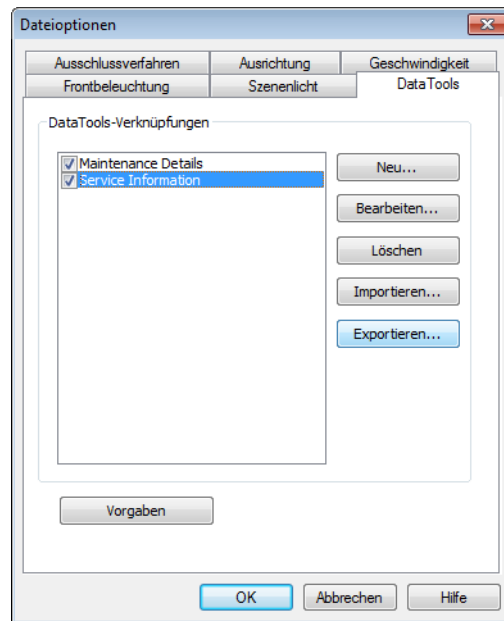 Dateioptionen
Ausschlussverfahren
Ausrichtung
Geschwindigkeit
Frontbeleuchtung
Szenenlicht
DataTools
DataTools-Verknüpfungen
Maintenance Details
Service Information
Neu...
Bearbeiten...
Löschen
Importieren...
Exportieren...
Vorgaben
OK
Abbrechen
Hilfe